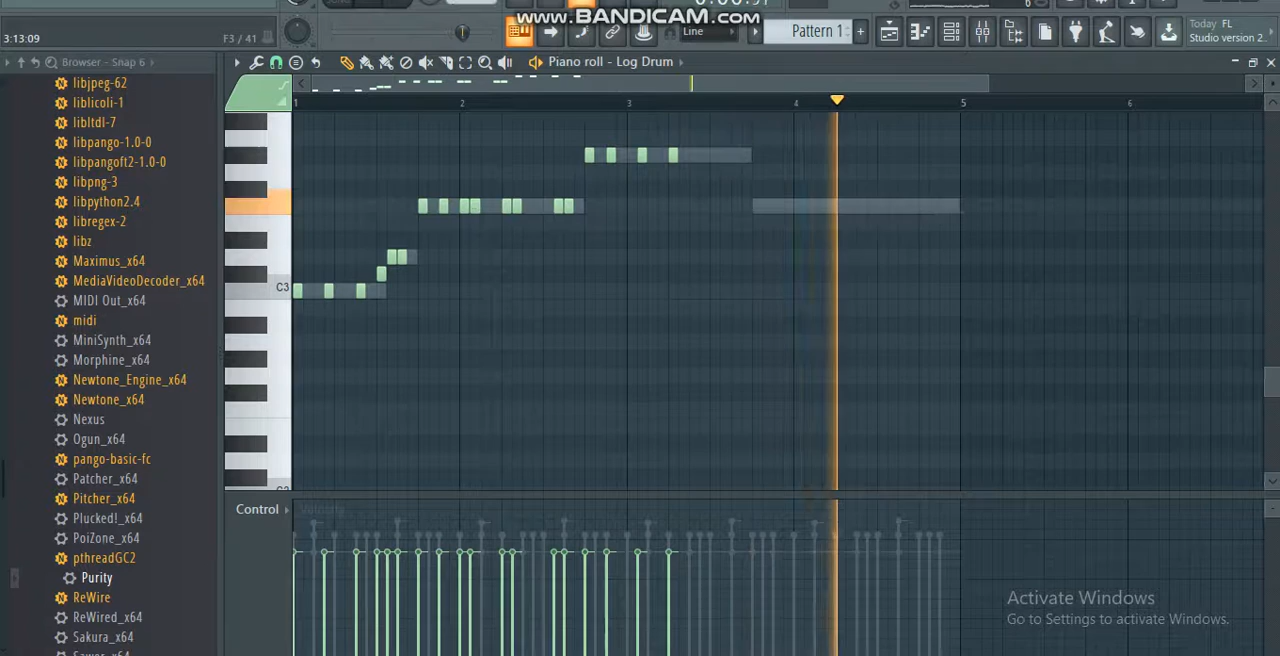 www.BANDICAM.com
3:13:09
F3 / 41
Line
Pattern 1
Today FL
Studio version 2..
Browser - Snap 6
Piano roll - Log Drum
1 2 3 4 5 6
libjpeg-62
liblicoli-1
libltdl-7
libpango-1.0-0
libpangoft2-1.0-0
libpng-3
libpython2.4
libregex-2
libz
Maximus_x64
MediaVideoDecoder_x64
MIDI Out_x64
midi
MiniSynth_x64
Morphine_x64
Newtone_Engine_x64
Newtone_x64
Nexus
Ogun_x64
pango-basic-fc
Patcher_x64
Pitcher_x64
Plucked!_x64
PoiZone_x64
pthreadGC2
Purity
ReWire
ReWired_x64
Sakura_x64
C3
Control
Velocity
Activate Windows
Go to Settings to activate Windows.